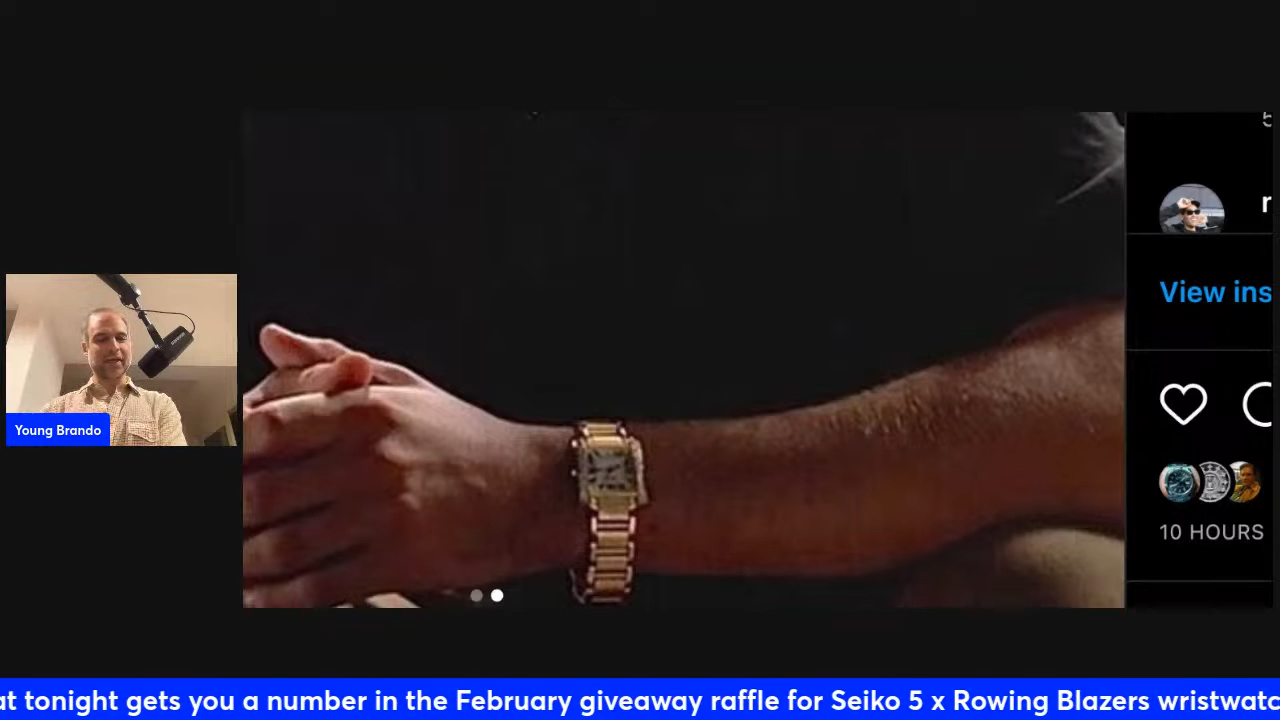 View ins
10 HOURS
Young Brando
at tonight gets you a number in the February giveaway raffle for Seiko 5 x Rowing Blazers wristwatc